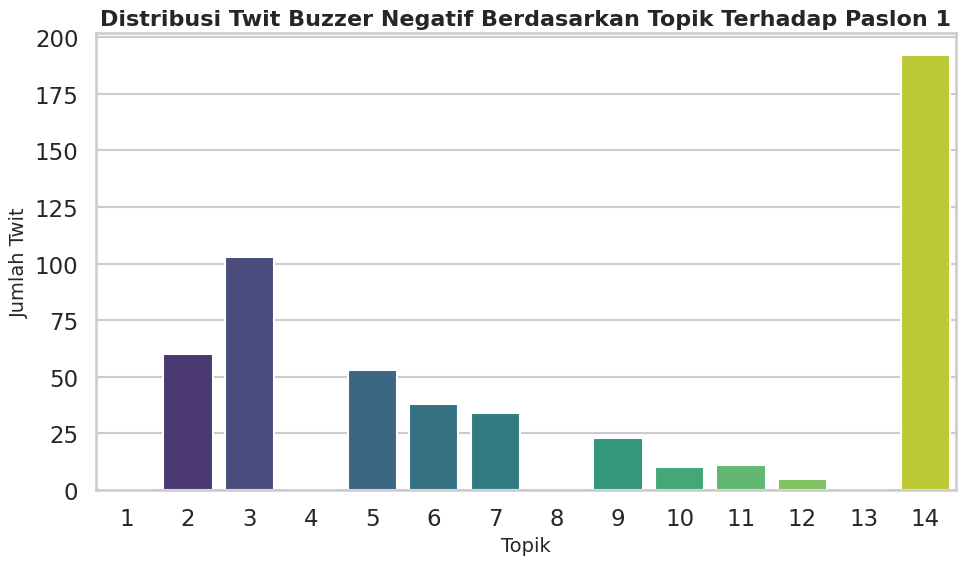 Distribusi Twit Buzzer Negatif Berdasarkan Topik Terhadap Paslon 1
200
175
150
125
100
75
50
25
0
Jumlah Twit
1 2 3 4 5 6 7 8 9 10 11 12 13 14
Topik